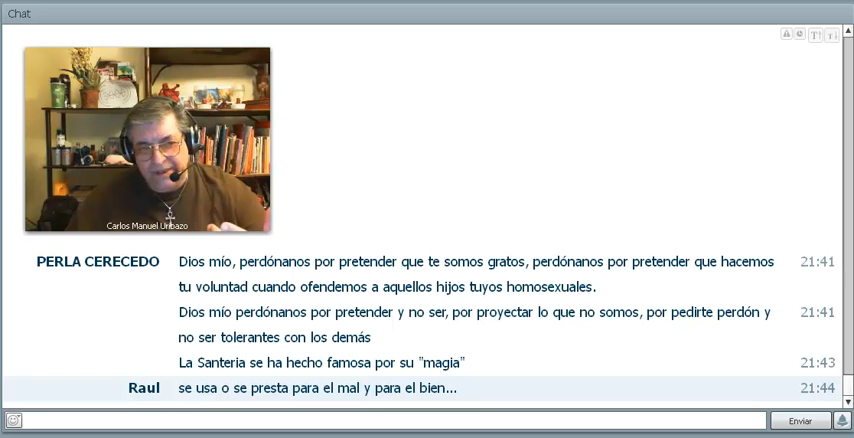 Chat
Carlos Manuel Uribazo
PERLA CERECEDO Dios mío, perdónanos por pretender que te somos gratos, perdónanos por pretender que hacemos 21:41
tu voluntad cuando ofendemos a aquellos hijos tuyos homosexuales.
Dios mío perdónanos por pretender y no ser, por proyectar lo que no somos, por pedirte perdón y 21:41
no ser tolerantes con los demás
La Santeria se ha hecho famosa por su "magia" 21:43
Raul se usa o se presta para el mal y para el bien... 21:44
Enviar